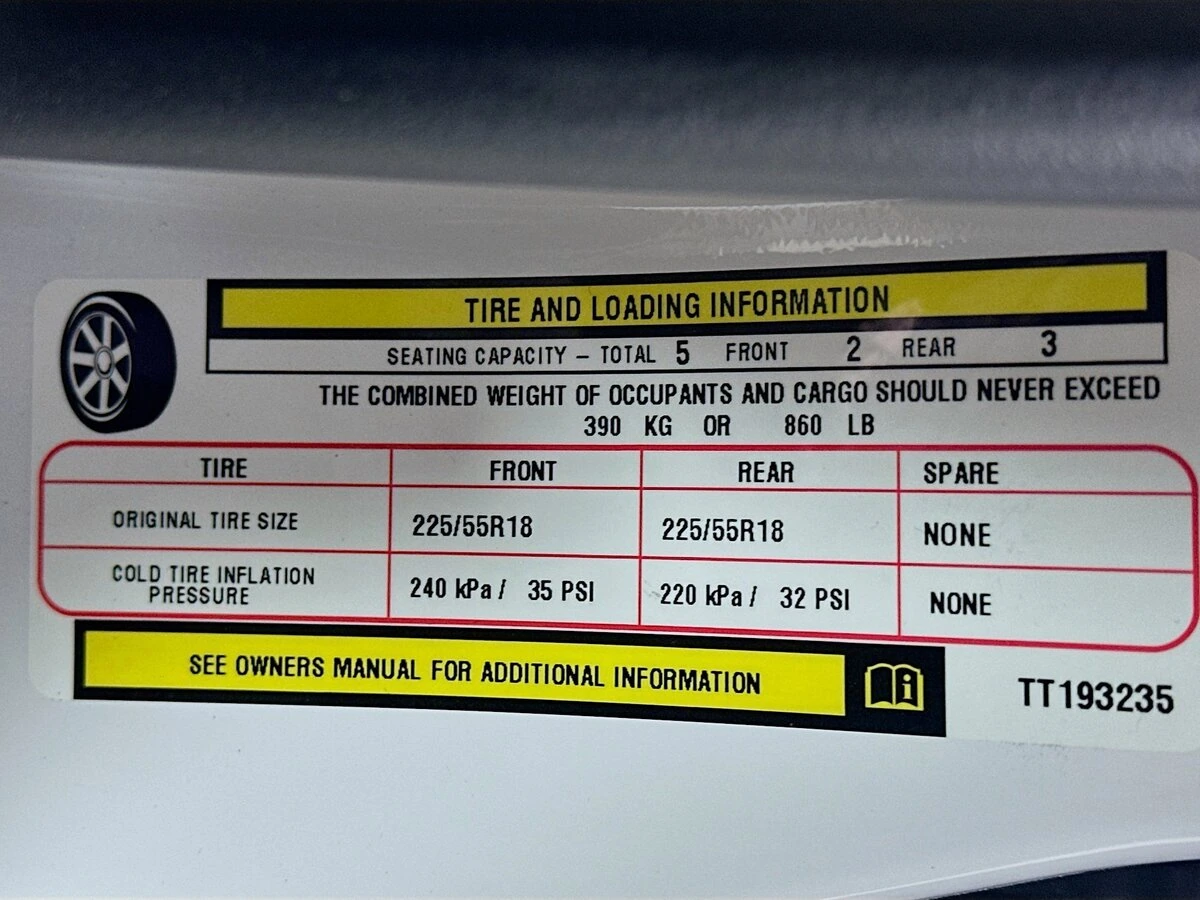 TIRE AND LOADING INFORMATION
SEATING CAPACITY – TOTAL 5 FRONT 2 REAR 3
THE COMBINED WEIGHT OF OCCUPANTS AND CARGO SHOULD NEVER EXCEED
390 KG OR 860 LB
TIRE FRONT REAR SPARE
ORIGINAL TIRE SIZE 225/55R18 225/55R18 NONE
COLD TIRE INFLATION
PRESSURE 240 kPa / 35 PSI 220 kPa / 32 PSI NONE
SEE OWNERS MANUAL FOR ADDITIONAL INFORMATION
TT193235